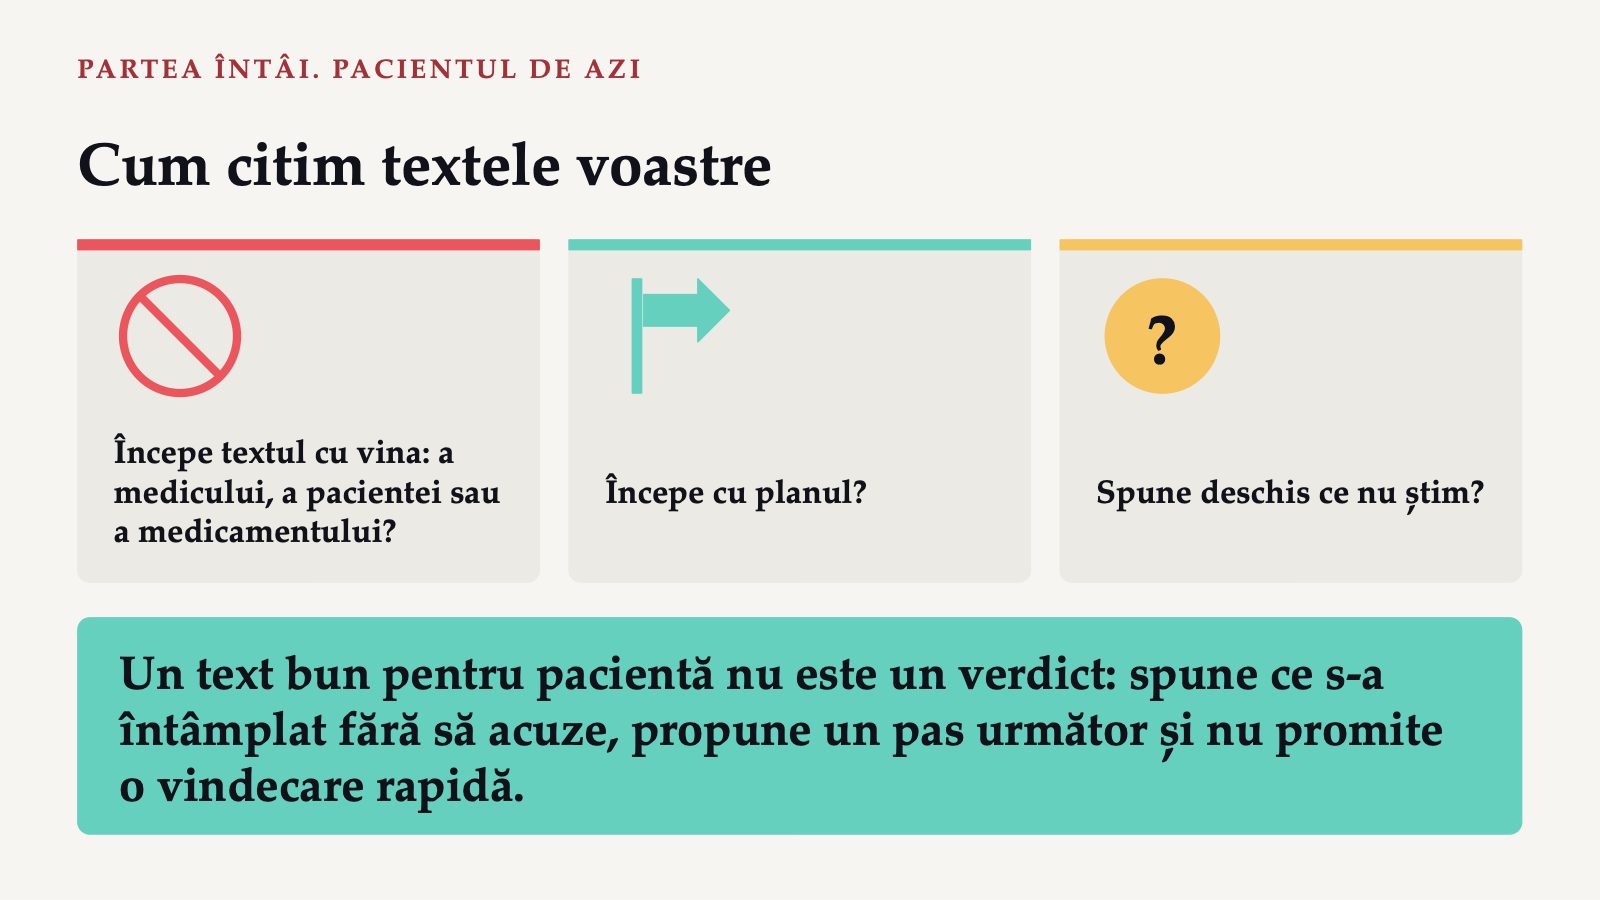 PARTEA ÎNTÂI. PACIENTUL DE AZI
Cum citim textele voastre
Începe textul cu vina: a
medicului, a pacientei sau
a medicamentului?
Începe cu planul?
?
Spune deschis ce nu știm?
Un text bun pentru pacientă nu este un verdict: spune ce s-a
întâmplat fără să acuze, propune un pas următor și nu promite
o vindecare rapidă.